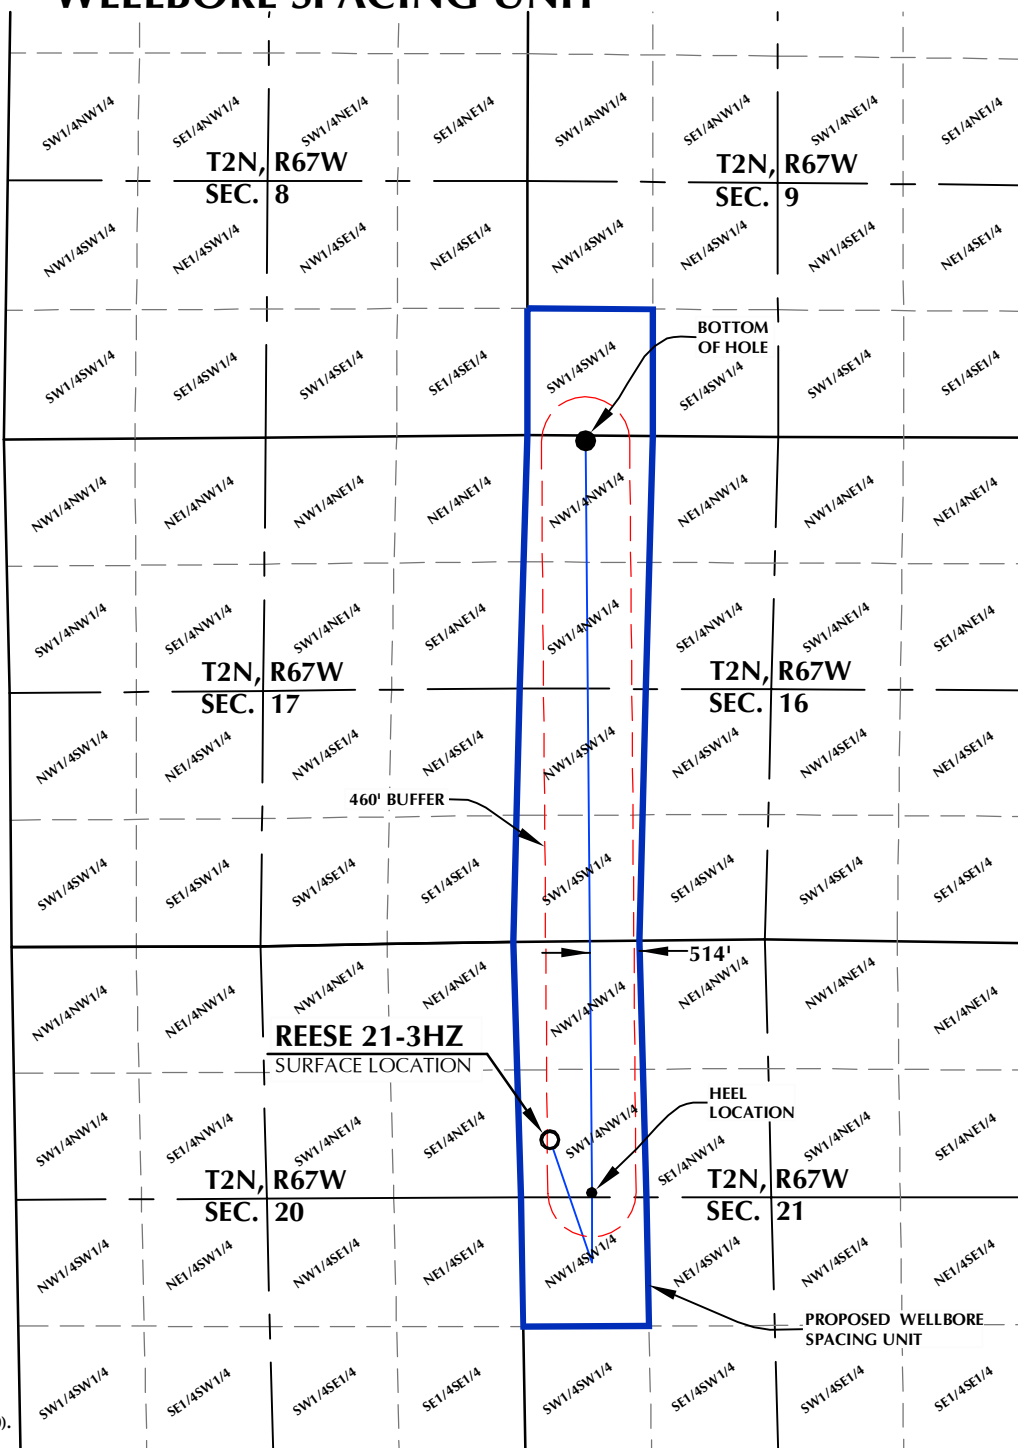 WELLBORE SPACING UNIT
SW1/4NW1/4 SE1/4NW1/4 SW1/4NE1/4 SE1/4NE1/4 SW1/4NW1/4 SE1/4NW1/4 SW1/4NE1/4 SE1/4NE1/4
T2N, R67W T2N, R67W
SEC. 8 SEC. 9
NW1/4SW1/4 NE1/4SW1/4 NW1/4SE1/4 NE1/4SE1/4 NW1/4SW1/4 NE1/4SW1/4 NW1/4SE1/4 NE1/4SE1/4
BOTTOM
OF HOLE
SW1/4SW1/4 SE1/4SW1/4 SW1/4SE1/4 SE1/4SE1/4 SW1/4SW1/4 SE1/4SW1/4 SW1/4SE1/4 SE1/4SE1/4
NW1/4NW1/4 NE1/4NW1/4 NW1/4NE1/4 NE1/4NE1/4 NW1/4NW1/4 NE1/4NW1/4 NW1/4NE1/4 NE1/4NE1/4
SW1/4NW1/4 SE1/4NW1/4 SW1/4NE1/4 SE1/4NE1/4 SW1/4NW1/4 SE1/4NW1/4 SW1/4NE1/4 SE1/4NE1/4
T2N, R67W T2N, R67W
SEC. 17 SEC. 16
NW1/4SW1/4 NE1/4SW1/4 NW1/4SE1/4 NE1/4SE1/4 NW1/4SW1/4 NE1/4SW1/4 NW1/4SE1/4 NE1/4SE1/4
460' BUFFER
SW1/4SW1/4 SE1/4SW1/4 SW1/4SE1/4 SE1/4SE1/4 SW1/4SW1/4 SE1/4SW1/4 SW1/4SE1/4 SE1/4SE1/4
514'
NW1/4NW1/4 NE1/4NW1/4 NW1/4NE1/4 NE1/4NE1/4 NW1/4NW1/4 NE1/4NW1/4 NW1/4NE1/4 NE1/4NE1/4
REESE 21-3HZ
SURFACE LOCATION
HEEL
LOCATION
SW1/4NW1/4 SE1/4NW1/4 SW1/4NE1/4 SE1/4NE1/4 SW1/4NW1/4 SE1/4NW1/4 SW1/4NE1/4 SE1/4NE1/4
T2N, R67W T2N, R67W
SEC. 20 SEC. 21
NW1/4SW1/4 NE1/4SW1/4 NW1/4SE1/4 NE1/4SE1/4 NW1/4SW1/4 NE1/4SW1/4 NW1/4SE1/4 NE1/4SE1/4
PROPOSED WELLBORE
SPACING UNIT
SW1/4SW1/4 SE1/4SW1/4 SW1/4SE1/4 SE1/4SE1/4 SW1/4SW1/4 SE1/4SW1/4 SW1/4SE1/4 SE1/4SE1/4
).